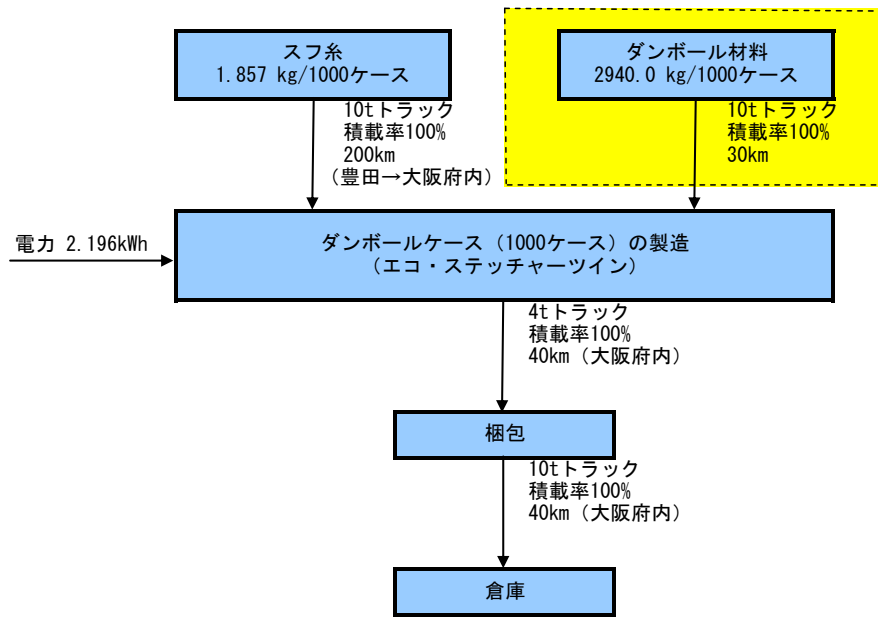 スフ糸
1.857 kg/1000ケース
ダンボール材料
2940.0 kg/1000ケース
10tトラック
積載率100%
200km
（豊田→大阪府内）
10tトラック
積載率100%
30km
電力 2.196kWh
ダンボールケース（1000ケース）の製造
（エコ・ステッチャーツイン）
4tトラック
積載率100%
40km（大阪府内）
梱包
10tトラック
積載率100%
40km（大阪府内）
倉庫